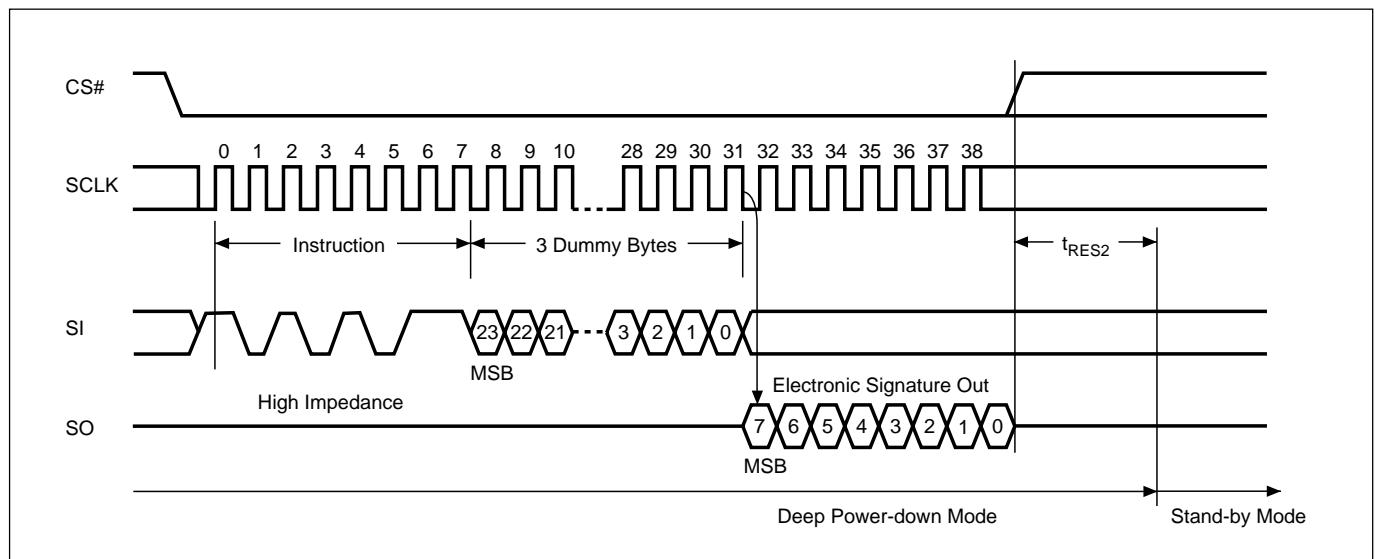 CS#
0 1 2 3 4 5 6 7 8 9 10 28 29 30 31 32 33 34 35 36 37 38
SCLK
Instruction 3 Dummy Bytes tRES2
SI
23 22 21 3 2 1 0
MSB
High Impedance Electronic Signature Out
SO
7 6 5 4 3 2 1 0
MSB
Deep Power-down Mode Stand-by Mode